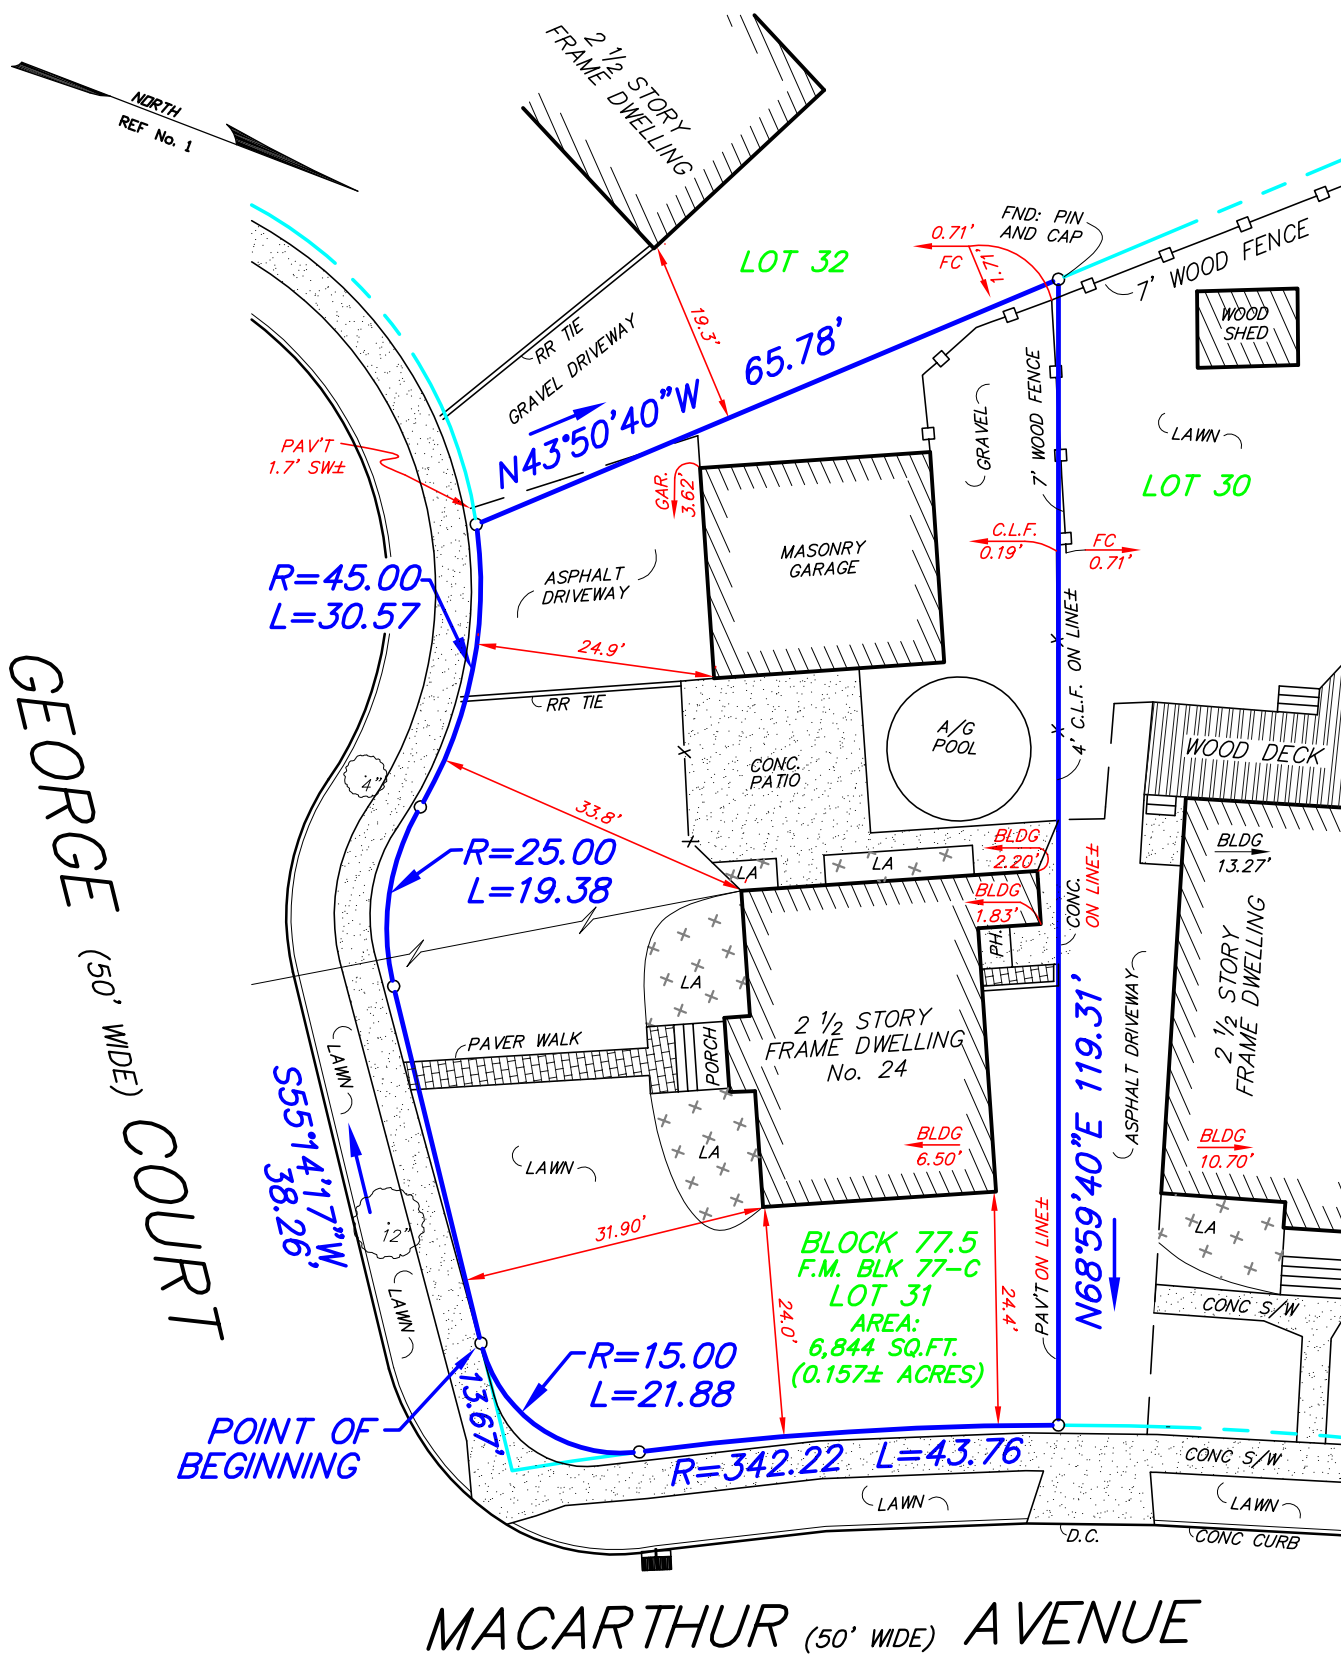 2 1/2 STORY
FRAME DWELLING
NORTH
REF No. 1
FND: PIN
AND CAP
0.71'
FC
1.71'
LOT 32
7' WOOD FENCE
WOOD
SHED
19.3'
RR TIE
GRAVEL DRIVEWAY
65.78'
N43°50'40"W
PAV'T
1.7' SW±
GRAVEL
7' WOOD FENCE
LAWN
LOT 30
GAR.
3.62'
C.L.F.
0.19'
FC
0.71'
MASONRY
GARAGE
ASPHALT
DRIVEWAY
R=45.00
L=30.57
24.9'
4' C.L.F. ON LINE±
RR TIE
A/G
POOL
CONC.
PATIO
WOOD DECK
4"
33.8'
BLDG
2.20'
BLDG
13.27'
R=25.00
L=19.38
LA
LA
BLDG
1.83'
CONC.
ON LINE±
PH.
2 1/2 STORY
FRAME DWELLING
GEORGE (50' WIDE) COURT
LA
2 1/2 STORY
FRAME DWELLING
No. 24
PAVER WALK
PORCH
LAWN
N68°59'40"E 119.31'
ASPHALT DRIVEWAY
S55°14'17"W
38.26'
BLDG
6.50'
BLDG
10.70'
LA
LAWN
12"
31.90'
LA
BLOCK 77.5
F.M. BLK 77-C
LOT 31
AREA:
6,844 SQ.FT.
(0.157± ACRES)
24.0'
24.4'
PAV'T ON LINE±
LAWN
CONC S/W
R=15.00
L=21.88
13.67'
POINT OF
BEGINNING
R=342.22 L=43.76
CONC S/W
LAWN
LAWN
D.C.
CONC CURB
MACARTHUR (50' WIDE) AVENUE